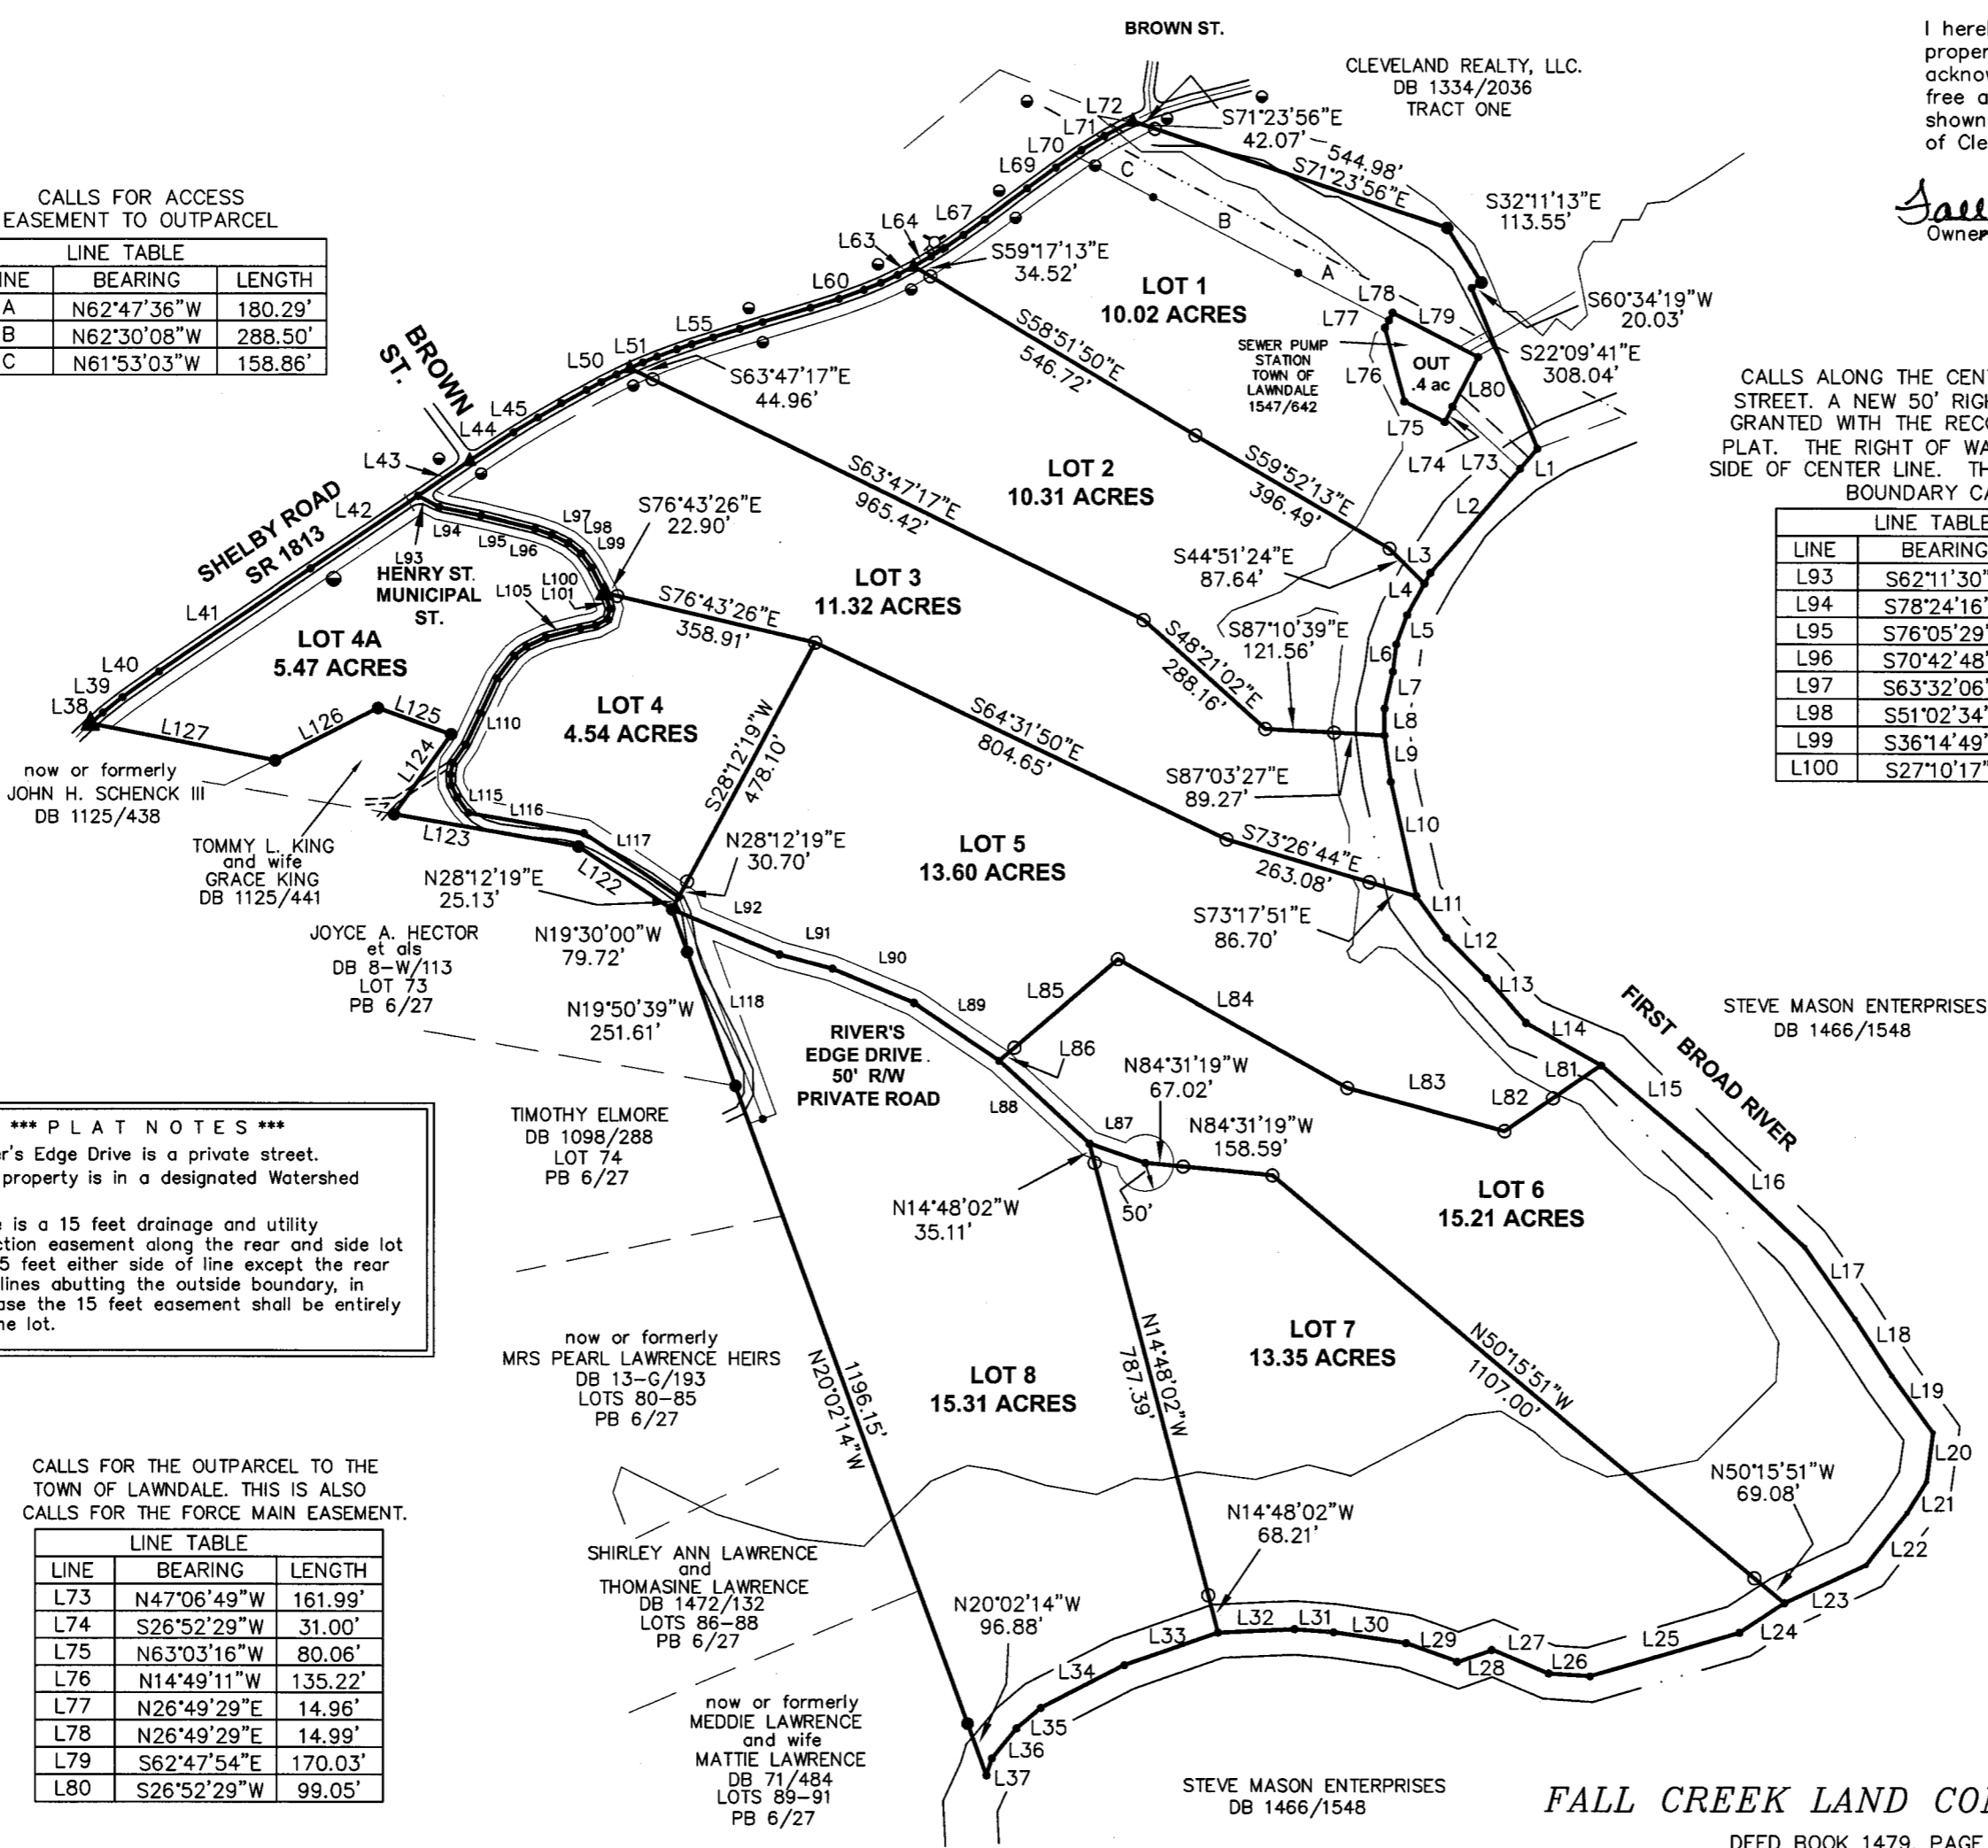 BROWN ST.
CLEVELAND REALTY, LLC.
DB 1334/2036
TRACT ONE
I here
proper
acknow
free a
shown
of Cle
Fall
Owner
CALLS FOR ACCESS
EASEMENT TO OUTPARCEL
LINE TABLE
INE BEARING LENGTH
A N62°47'36"W 180.29'
B N62°30'08"W 288.50'
C N61°53'03"W 158.86'
L72
L71
L70
L69
L67
L64
L63
L60
L55
L51
L50
L45
L44
L43
L42
L41
L40
L39
L38
S71°23'56"E
42.07'
544.98'
S71°23'56"E
S32°11'13"E
113.55'
C
B
A
S59°17'13"E
34.52'
LOT 1
10.02 ACRES
S60°34'19"W
20.03'
L78
L79
L77
SEWER PUMP
STATION
TOWN OF
LAWNDALE
1547/642
OUT
.4 ac
L76
L80
L75
L74
L73
S22°09'41"E
308.04'
BROWN
ST.
S63°47'17"E
44.96'
S58°51'50"E
546.72'
LOT 2
10.31 ACRES
S59°52'13"E
396.49'
S63°47'17"E
965.42'
L1
L2
L3
L4
L5
L6
L7
L8
L9
L10
CALLS ALONG THE CEN
STREET. A NEW 50' RIGH
GRANTED WITH THE RECO
PLAT. THE RIGHT OF WA
SIDE OF CENTER LINE. TH
BOUNDARY CA
LINE TABLE
LINE BEARING
L93 S62°11'30"
L94 S78°24'16"
L95 S76°05'29'
L96 S70°42'48'
L97 S63°32'06'
L98 S51°02'34'
L99 S36°14'49'
L100 S27°10'17"
SHELBY ROAD
SR 1813
L93
L94
L95
L96
L97
L98
L99
L100
L101
L105
HENRY ST.
MUNICIPAL
ST.
S76°43'26"E
22.90'
S76°43'26"E
358.91'
LOT 3
11.32 ACRES
S44°51'24"E
87.64'
S87°10'39"E
121.56'
S48°21'02"E
288.16'
S87°03'27"E
89.27'
LOT 4A
5.47 ACRES
L127
L126
L125
L124
L110
LOT 4
4.54 ACRES
S28°12'19"W
478.10'
S64°31'50"E
804.65'
now or formerly
JOHN H. SCHENCK III
DB 1125/438
TOMMY L. KING
and wife
GRACE KING
DB 1125/441
L115
L116
L117
L123
L122
N28°12'19"E
30.70'
N28°12'19"E
25.13'
LOT 5
13.60 ACRES
S73°26'44"E
263.08'
S73°17'51"E
86.70'
L11
L12
L13
L14
L92
L91
L90
L89
JOYCE A. HECTOR
et als
DB 8-W/113
LOT 73
PB 6/27
N19°30'00"W
79.72'
N19°50'39"W
251.61'
L118
RIVER'S
EDGE DRIVE.
50' R/W
PRIVATE ROAD
L85
L84
L86
L83
L82
L81
L88
L87
FIRST BROAD RIVER
STEVE MASON ENTERPRISES
DB 1466/1548
L15
L16
L17
L18
L19
L20
L21
L22
L23
L24
*** P L A T N O T E S ***
r's Edge Drive is a private street.
property is in a designated Watershed
e is a 15 feet drainage and utility
ction easement along the rear and side lot
5 feet either side of line except the rear
lines abutting the outside boundary, in
ase the 15 feet easement shall be entirely
he lot.
TIMOTHY ELMORE
DB 1098/288
LOT 74
PB 6/27
N84°31'19"W
67.02'
N84°31'19"W
158.59'
50'
N14°48'02"W
35.11'
LOT 6
15.21 ACRES
now or formerly
MRS PEARL LAWRENCE HEIRS
DB 13-G/193
LOTS 80-85
PB 6/27
1196.15'
N20°02'14"W
LOT 8
15.31 ACRES
N14°48'02"W
787.39'
LOT 7
13.35 ACRES
N50°15'51"W
1107.00'
N50°15'51"W
69.08'
CALLS FOR THE OUTPARCEL TO THE
TOWN OF LAWNDALE. THIS IS ALSO
CALLS FOR THE FORCE MAIN EASEMENT.
LINE TABLE
LINE BEARING LENGTH
L73 N47°06'49"W 161.99'
L74 S26°52'29"W 31.00'
L75 N63°03'16"W 80.06'
L76 N14°49'11"W 135.22'
L77 N26°49'29"E 14.96'
L78 N26°49'29"E 14.99'
L79 S62°47'54"E 170.03'
L80 S26°52'29"W 99.05'
SHIRLEY ANN LAWRENCE
and
THOMASINE LAWRENCE
DB 1472/132
LOTS 86-88
PB 6/27
N20°02'14"W
96.88'
N14°48'02"W
68.21'
L37
L36
L35
L34
L33
L32
L31
L30
L29
L28
L27
L26
L25
now or formerly
MEDDIE LAWRENCE
and wife
MATTIE LAWRENCE
DB 71/484
LOTS 89-91
PB 6/27
STEVE MASON ENTERPRISES
DB 1466/1548
FALL CREEK LAND CO
DEED BOOK 1479, PAGE